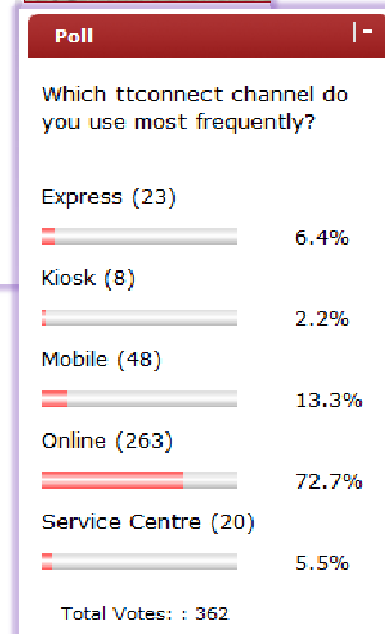 Poll
Which ttconnect channel do
you use most frequently?
Express (23)
6.4%
Kiosk (8)
2.2%
Mobile (48)
13.3%
Online (263)
72.7%
Service Centre (20)
5.5%
Total Votes: : 362